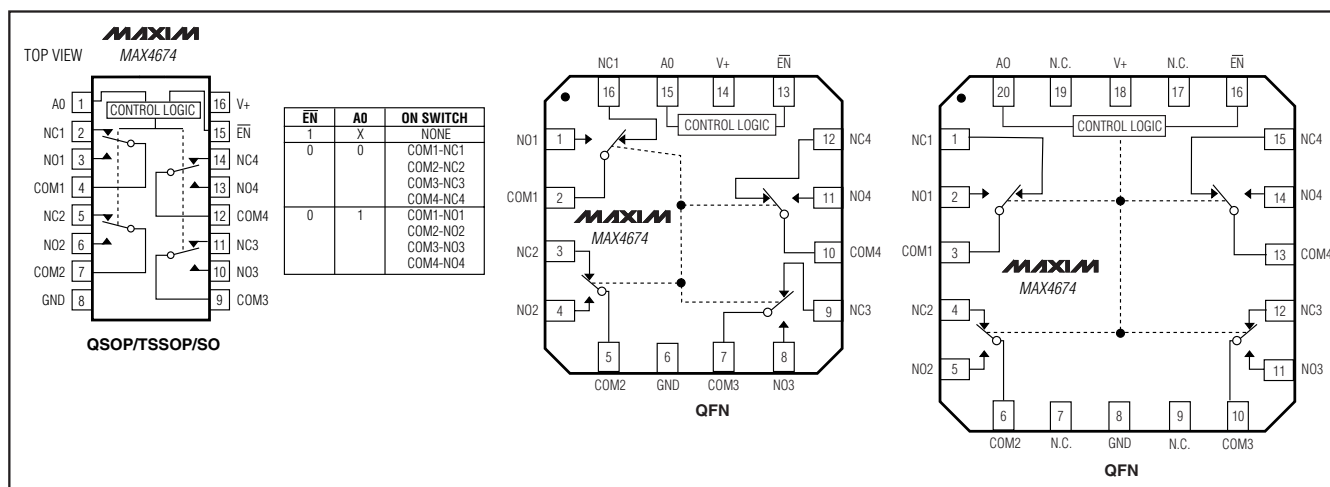 TOP VIEW
MAXIM
MAX4674
CONTROL LOGIC
A0 1
NC1 2
NO1 3
COM1 4
NC2 5
NO2 6
COM2 7
GND 8
16 V+
15 EN
14 NC4
13 NO4
12 COM4
11 NC3
10 NO3
9 COM3
QSOP/TSSOP/SO
EN A0 ON SWITCH
1 X NONE
0 0 COM1-NC1
COM2-NC2
COM3-NC3
COM4-NC4
0 1 COM1-NO1
COM2-NO2
COM3-NO3
COM4-NO4
NC1 A0 V+ EN
16 15 14 13
CONTROL LOGIC
NO1 1
COM1 2
NC2 3
NO2 4
12 NC4
11 NO4
10 COM4
9 NC3
MAXIM
MAX4674
5 6 7 8
COM2 GND COM3 NO3
QFN
AO N.C. V+ N.C. EN
20 19 18 17 16
CONTROL LOGIC
NC1 1
NO1 2
COM1 3
NC2 4
NO2 5
15 NC4
14 NO4
13 COM4
12 NC3
11 NO3
MAXIM
MAX4674
6 7 8 9 10
COM2 N.C. GND N.C. COM3
QFN